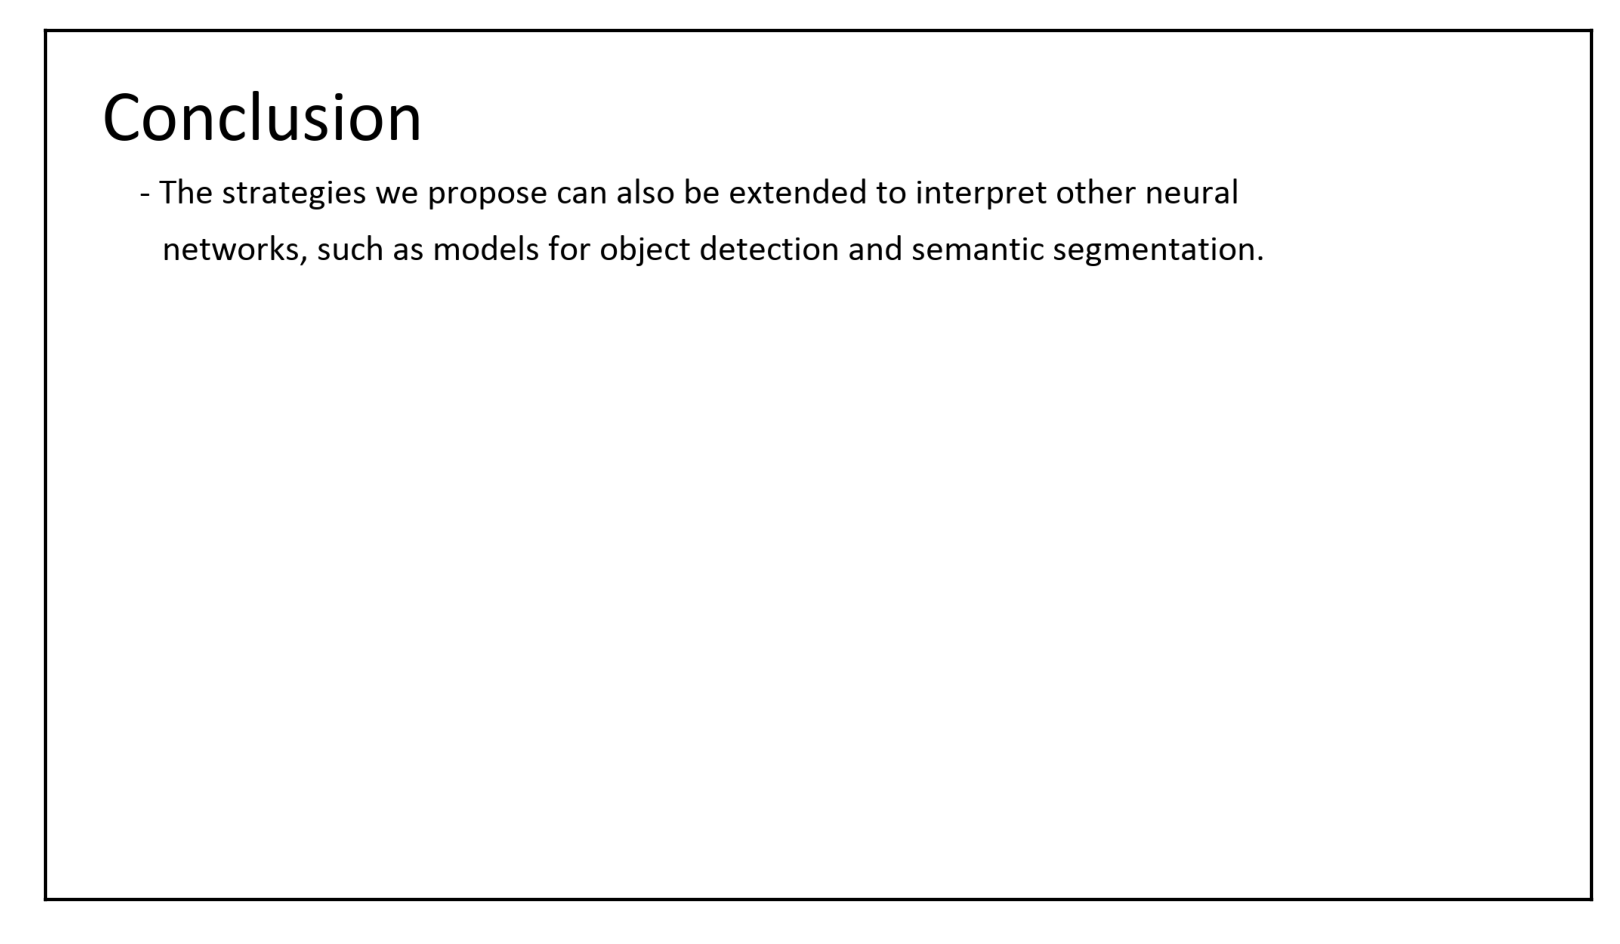 Conclusion
- The strategies we propose can also be extended to interpret other neural
networks, such as models for object detection and semantic segmentation.